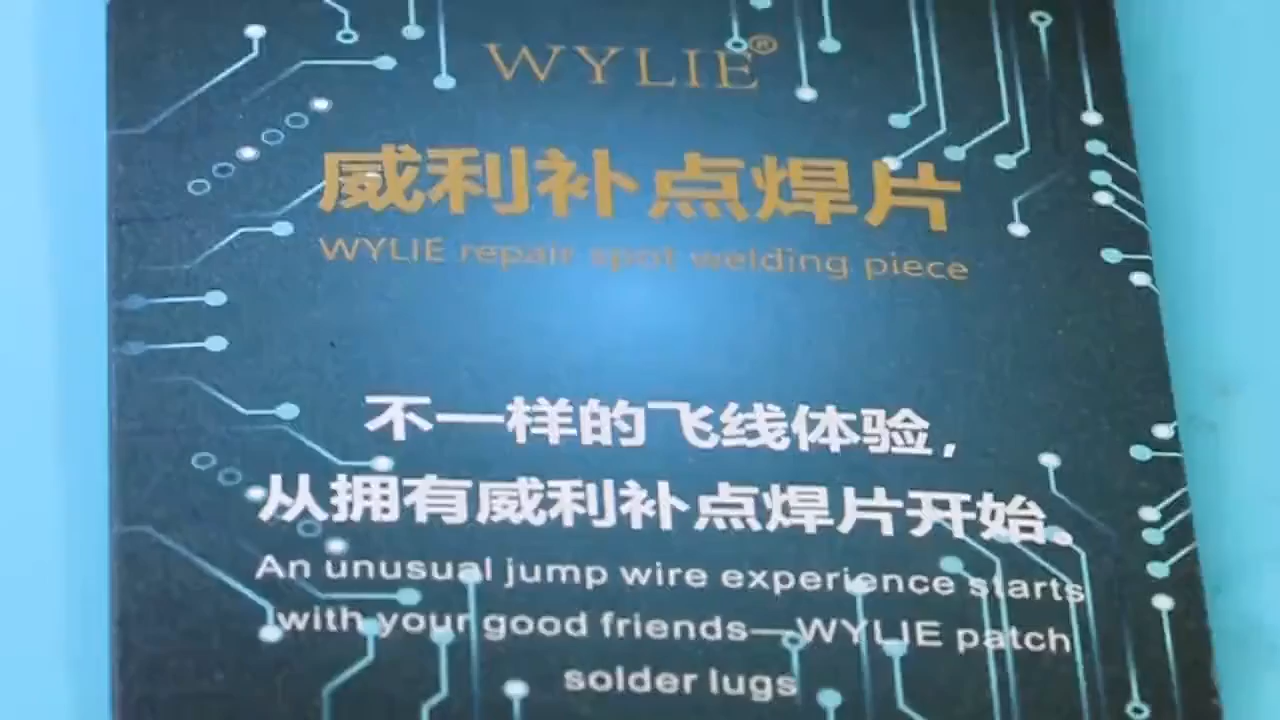 WYLIE®
威利补点焊片
WYLIE repair spot welding piece
不一样的飞线体验,
从拥有威利补点焊片开始。
An unusual jump wire experience starts
with your good friends—WYLIE patch
solder lugs